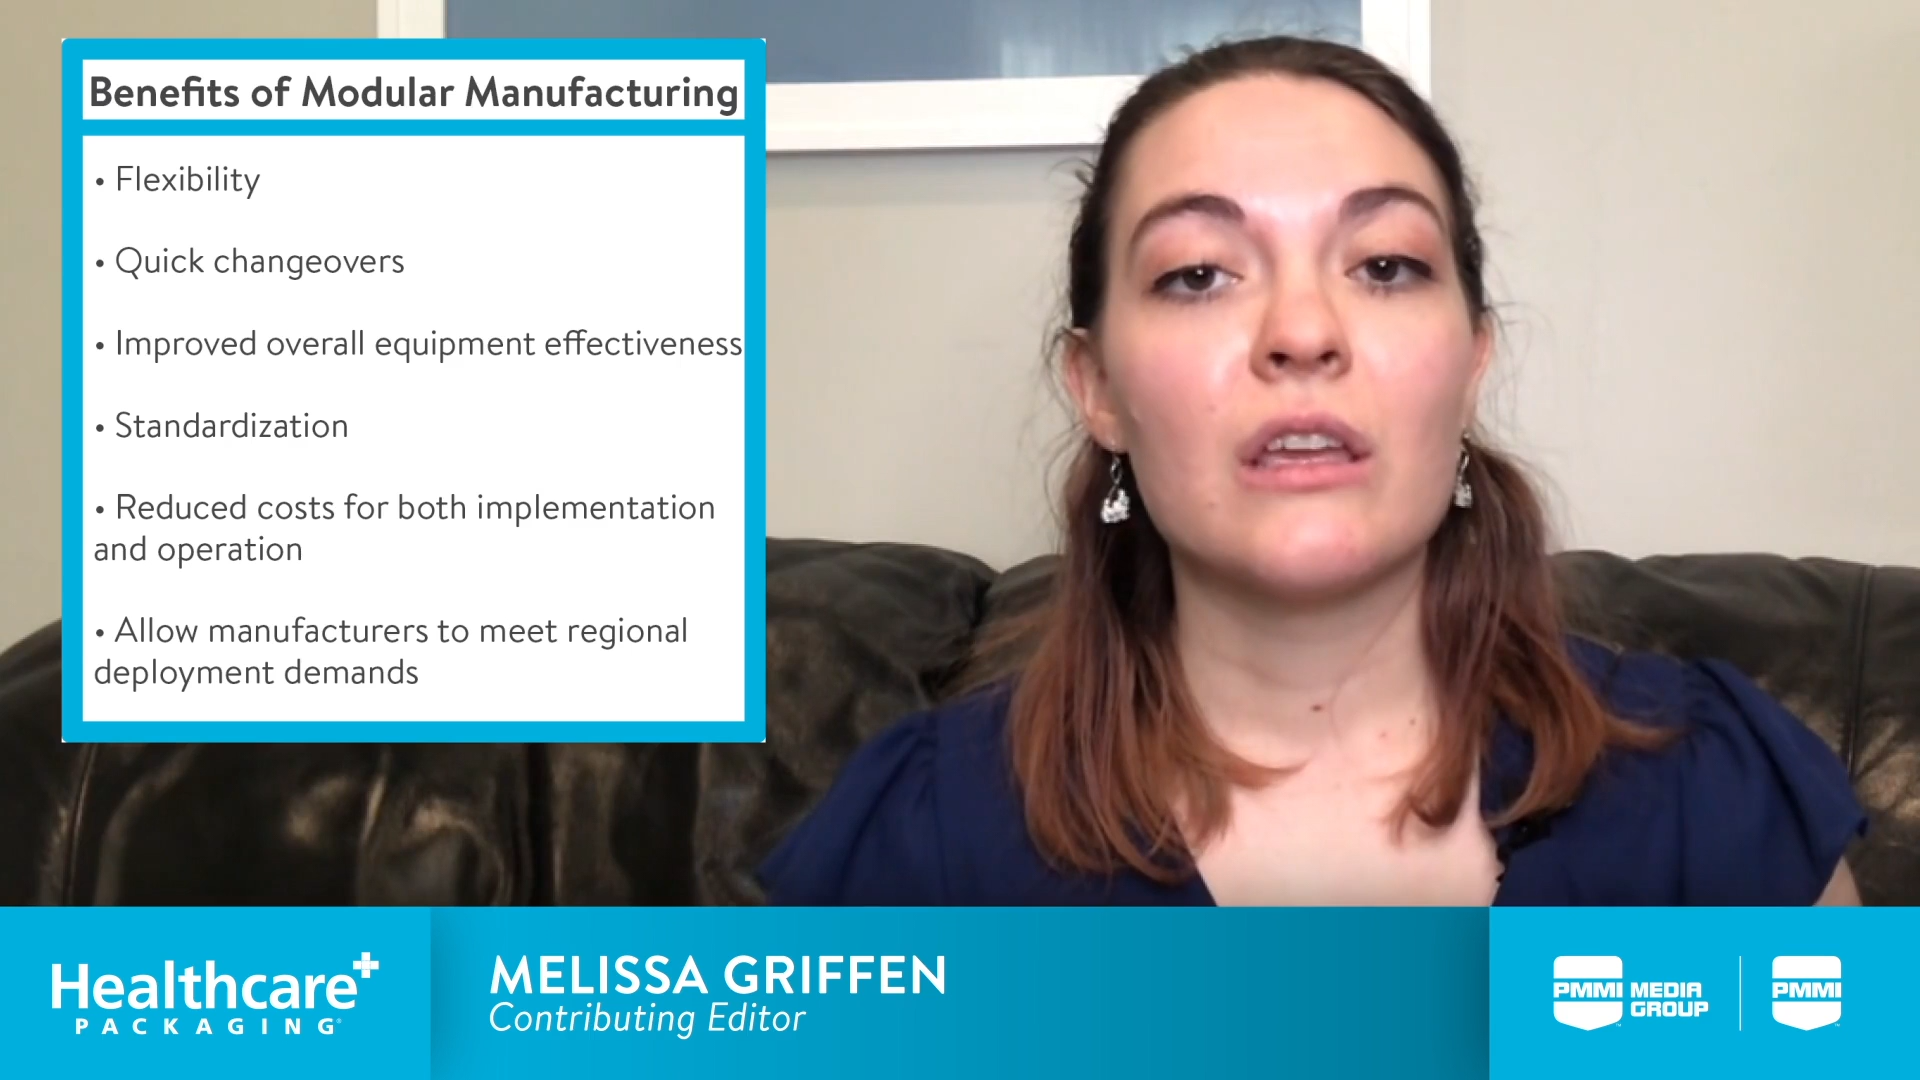 Benefits of Modular Manufacturing
• Flexibility
• Quick changeovers
• Improved overall equipment effectiveness
• Standardization
• Reduced costs for both implementation
and operation
• Allow manufacturers to meet regional
deployment demands
Healthcare+
PACKAGING
MELISSA GRIFFEN
Contributing Editor
PMMI MEDIA
GROUP
PMMI